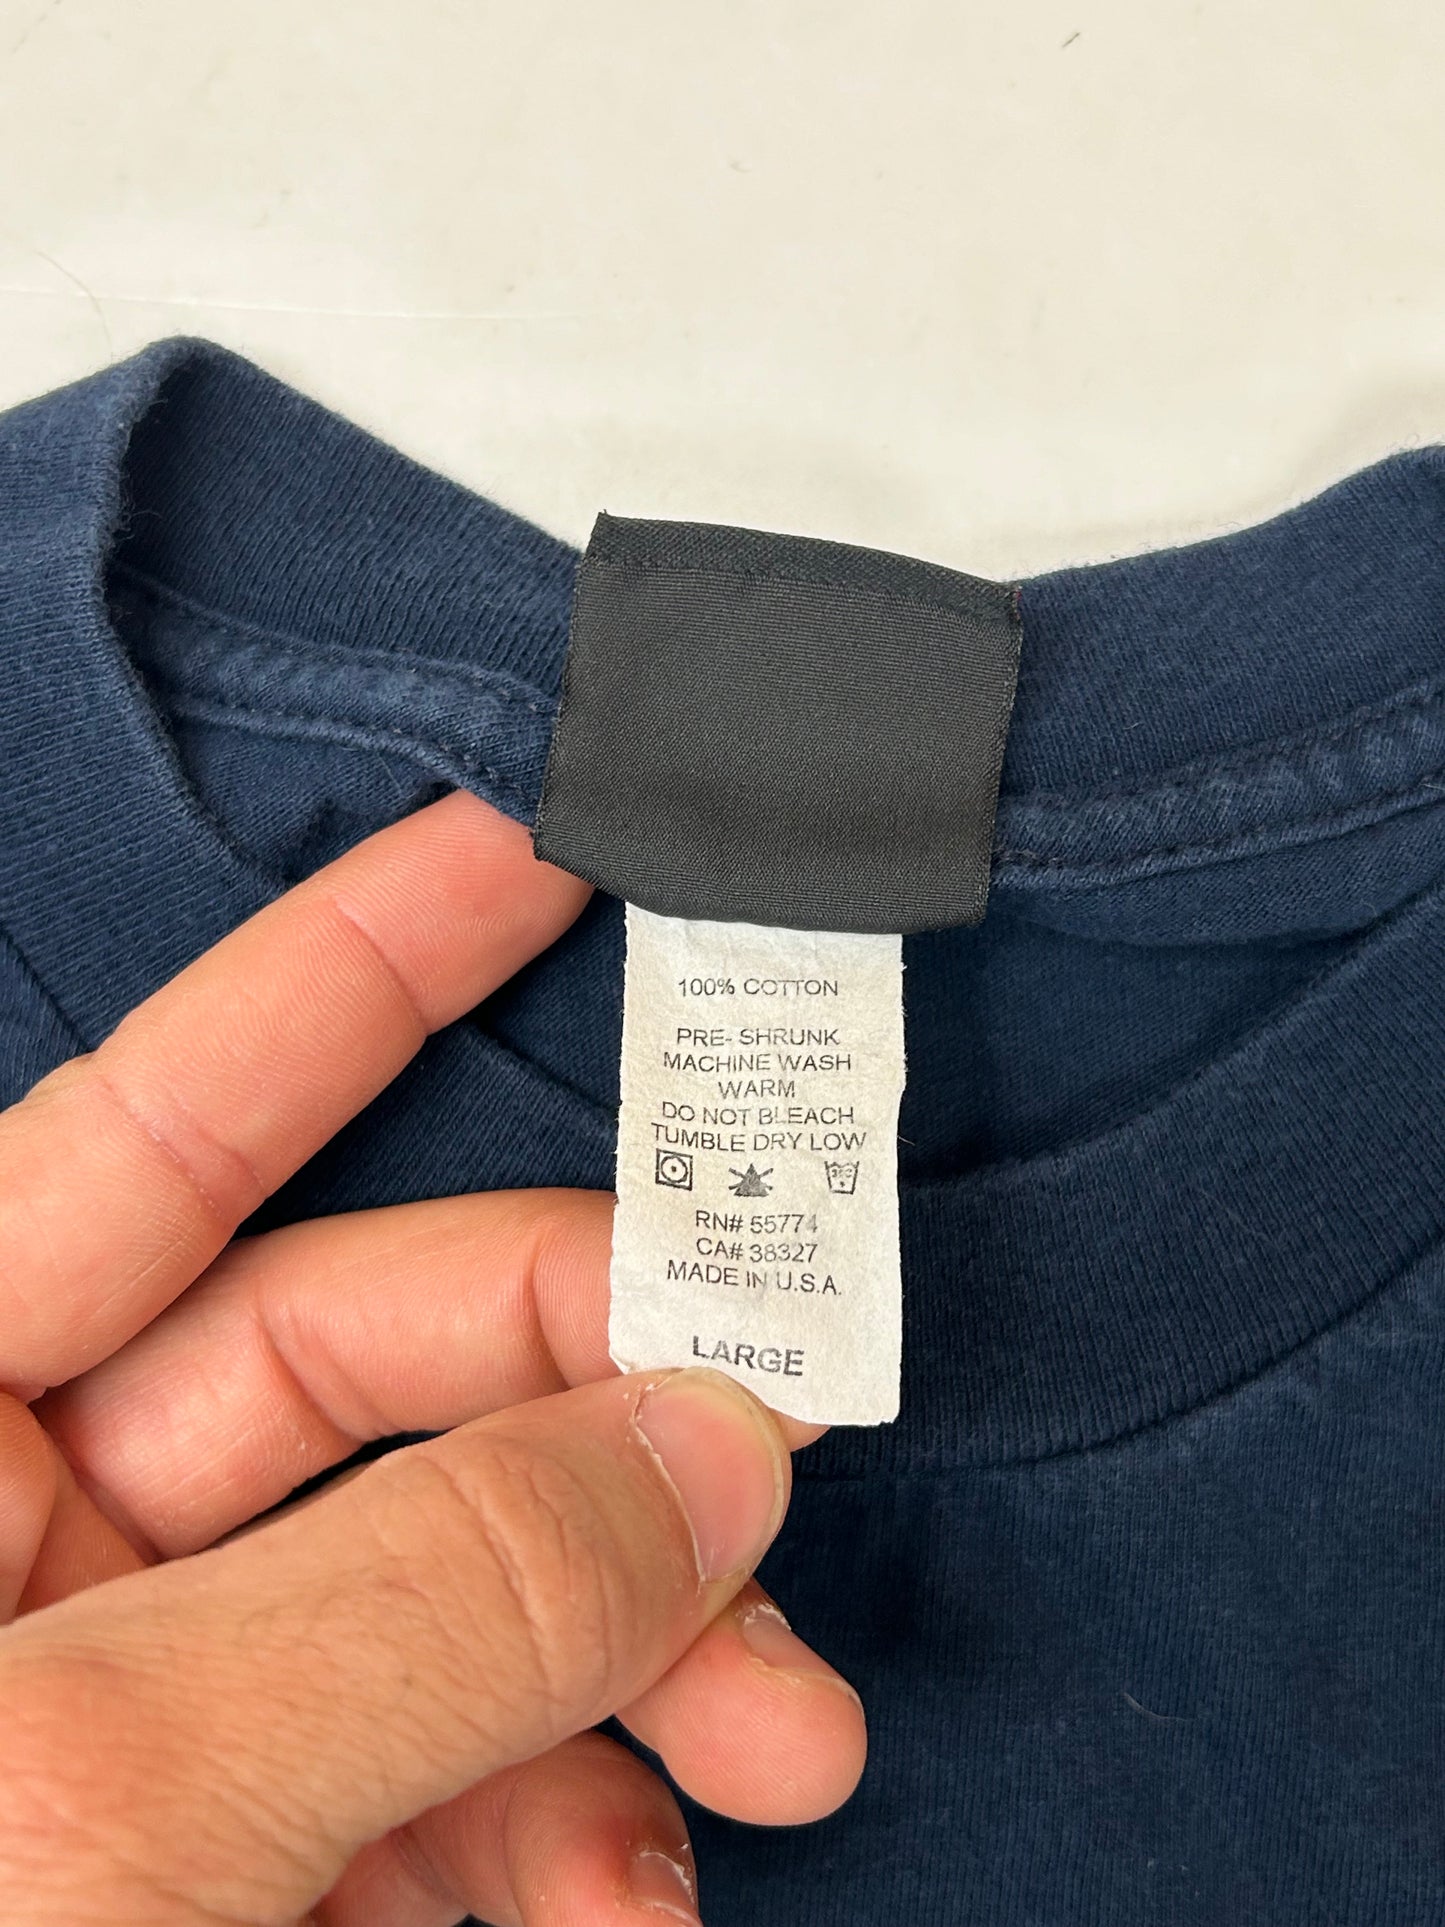 100% COTTON
PRE- SHRUNK
MACHINE WASH
WARM
DO NOT BLEACH
TUMBLE DRY LOW
RN# 55774
CA# 38327
MADE IN U.S.A.
LARGE